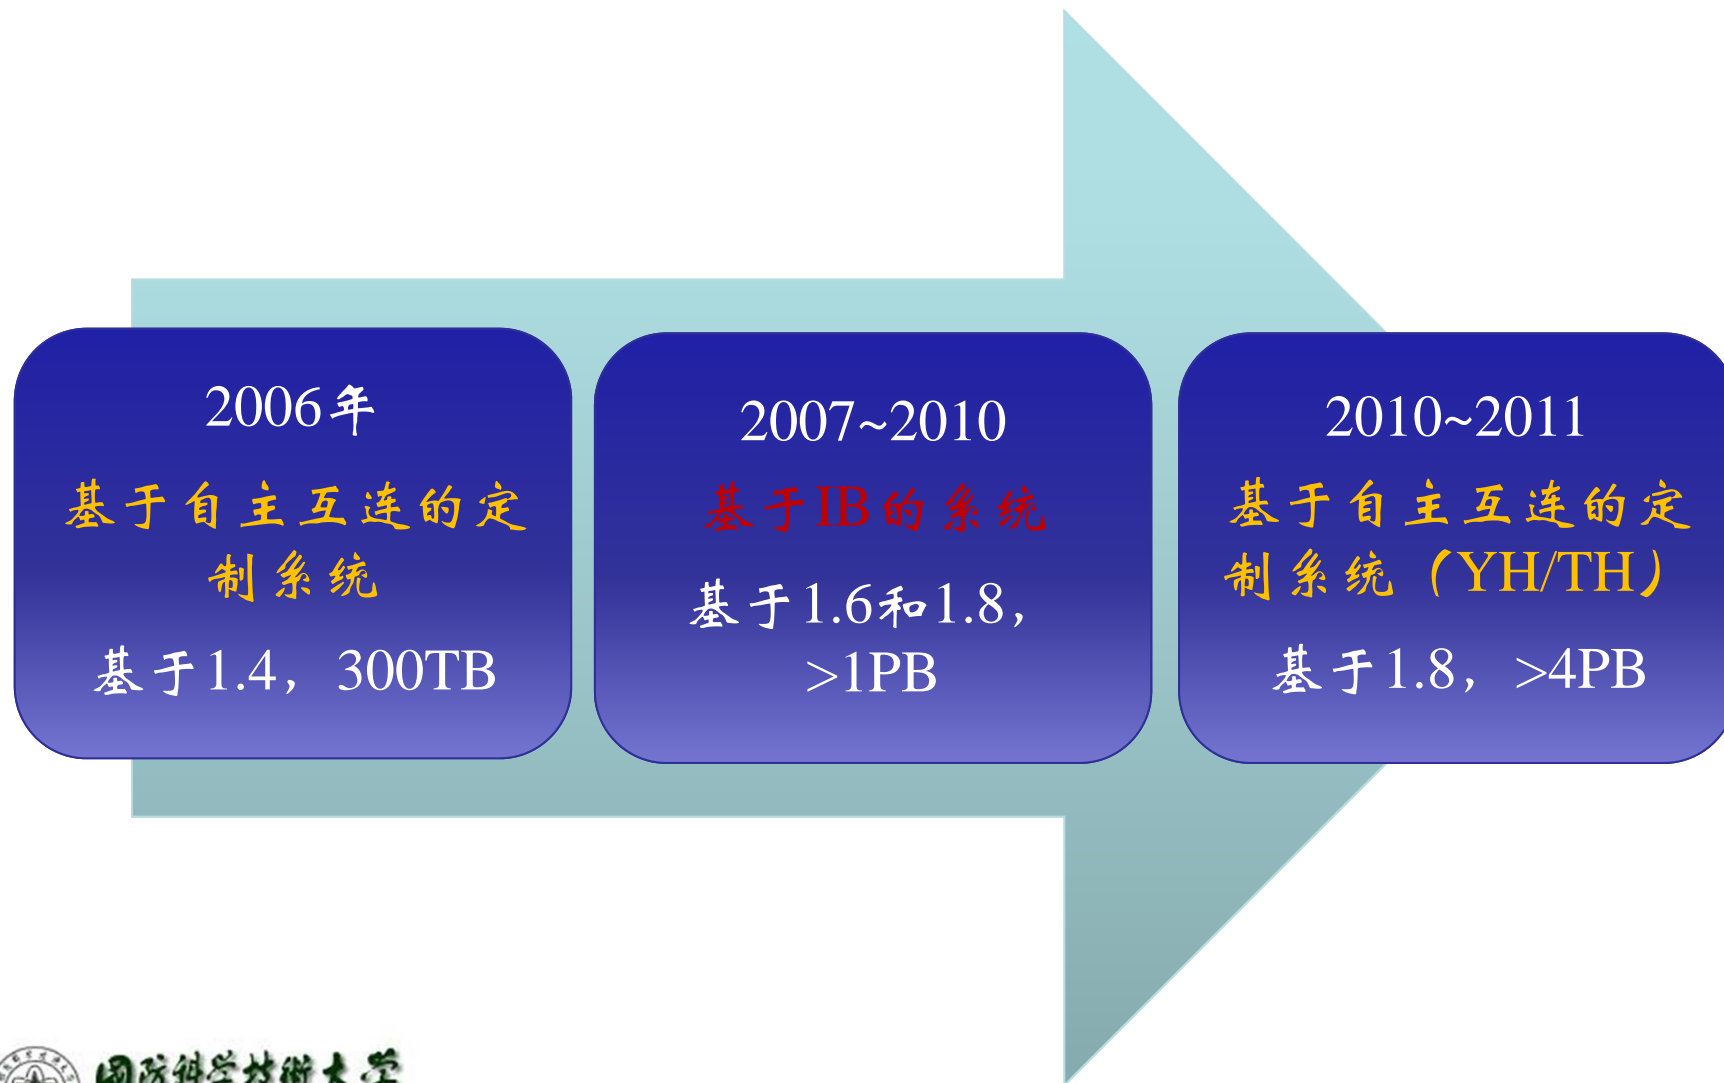 2006年
基于自主互连的定
制系统
基于1.4，300TB
2007~2010
基于IB的系统
基于1.6和1.8，
>1PB
2010~2011
基于自主互连的定
制系统（YH/TH）
基于1.8，>4PB
国防科学技术大学